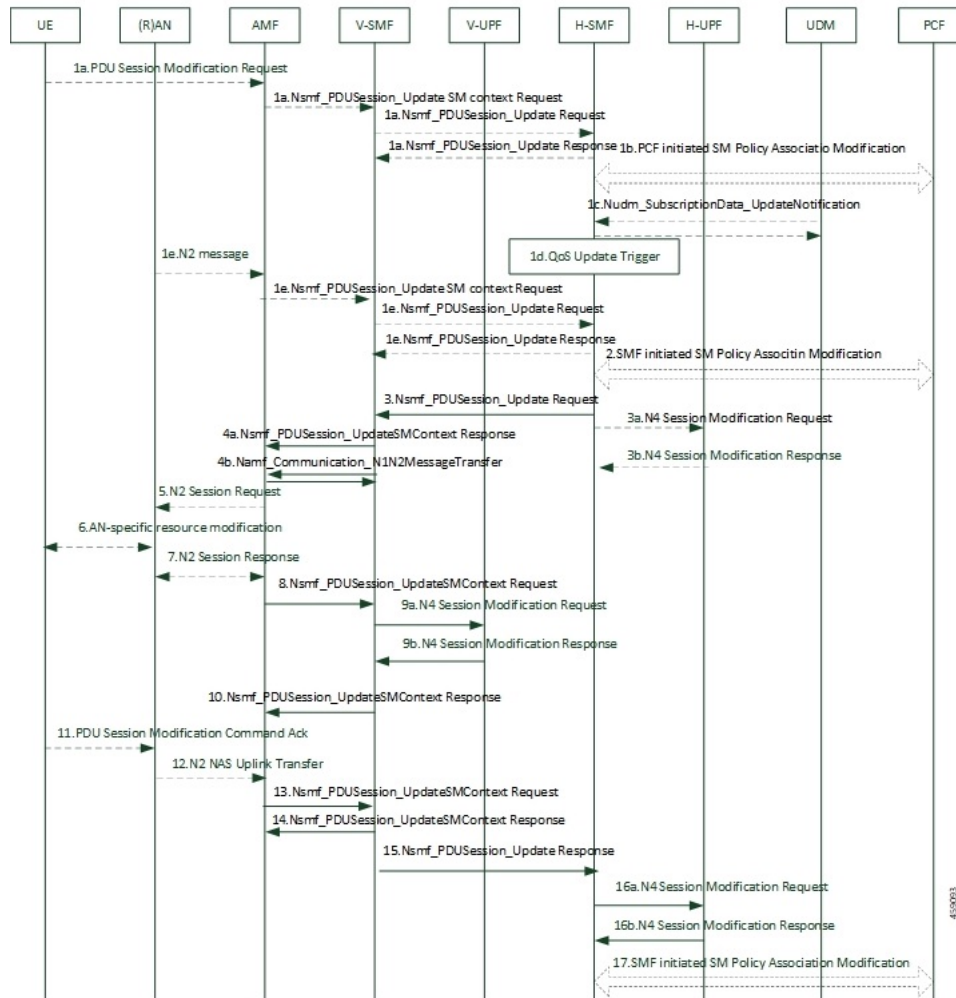 UE (R)AN AMF V-SMF V-UPF H-SMF H-UPF UDM PCF
1a.PDU Session Modification Request
1a.Nsmf_PDUSession_Update SM context Request
1a.Nsmf_PDUSession_Update Request
1a.Nsmf_PDUSession_Update Response
1b.PCF initiated SM Policy Associatio Modification
1c.Nudm_SubscriptionData_UpdateNotification
1d.QoS Update Trigger
1e.N2 message
1e.Nsmf_PDUSession_Update SM context Request
1e.Nsmf_PDUSession_Update Request
1e.Nsmf_PDUSession_Update Response
2.SMF initiated SM Policy Associtin Modification
3.Nsmf_PDUSession_Update Request
3a.N4 Session Modification Request
4a.Nsmf_PDUSession_UpdateSMContext Response
3b.N4 Session Modification Response
4b.Namf_Communication_N1N2MessageTransfer
5.N2 Session Request
6.AN-specific resource modification
7.N2 Session Response
8.Nsmf_PDUSession_UpdateSMContext Request
9a.N4 Session Modification Request
9b.N4 Session Modification Response
10.Nsmf_PDUSession_UpdateSMContext Response
11.PDU Session Modification Command Ack
12.N2 NAS Uplink Transfer
13.Nsmf_PDUSession_UpdateSMContext Request
14.Nsmf_PDUSession_UpdateSMContext Response
15.Nsmf_PDUSession_Update Response
16a.N4 Session Modification Request
16b.N4 Session Modification Response
17.SMF initiated SM Policy Association Modification
459093